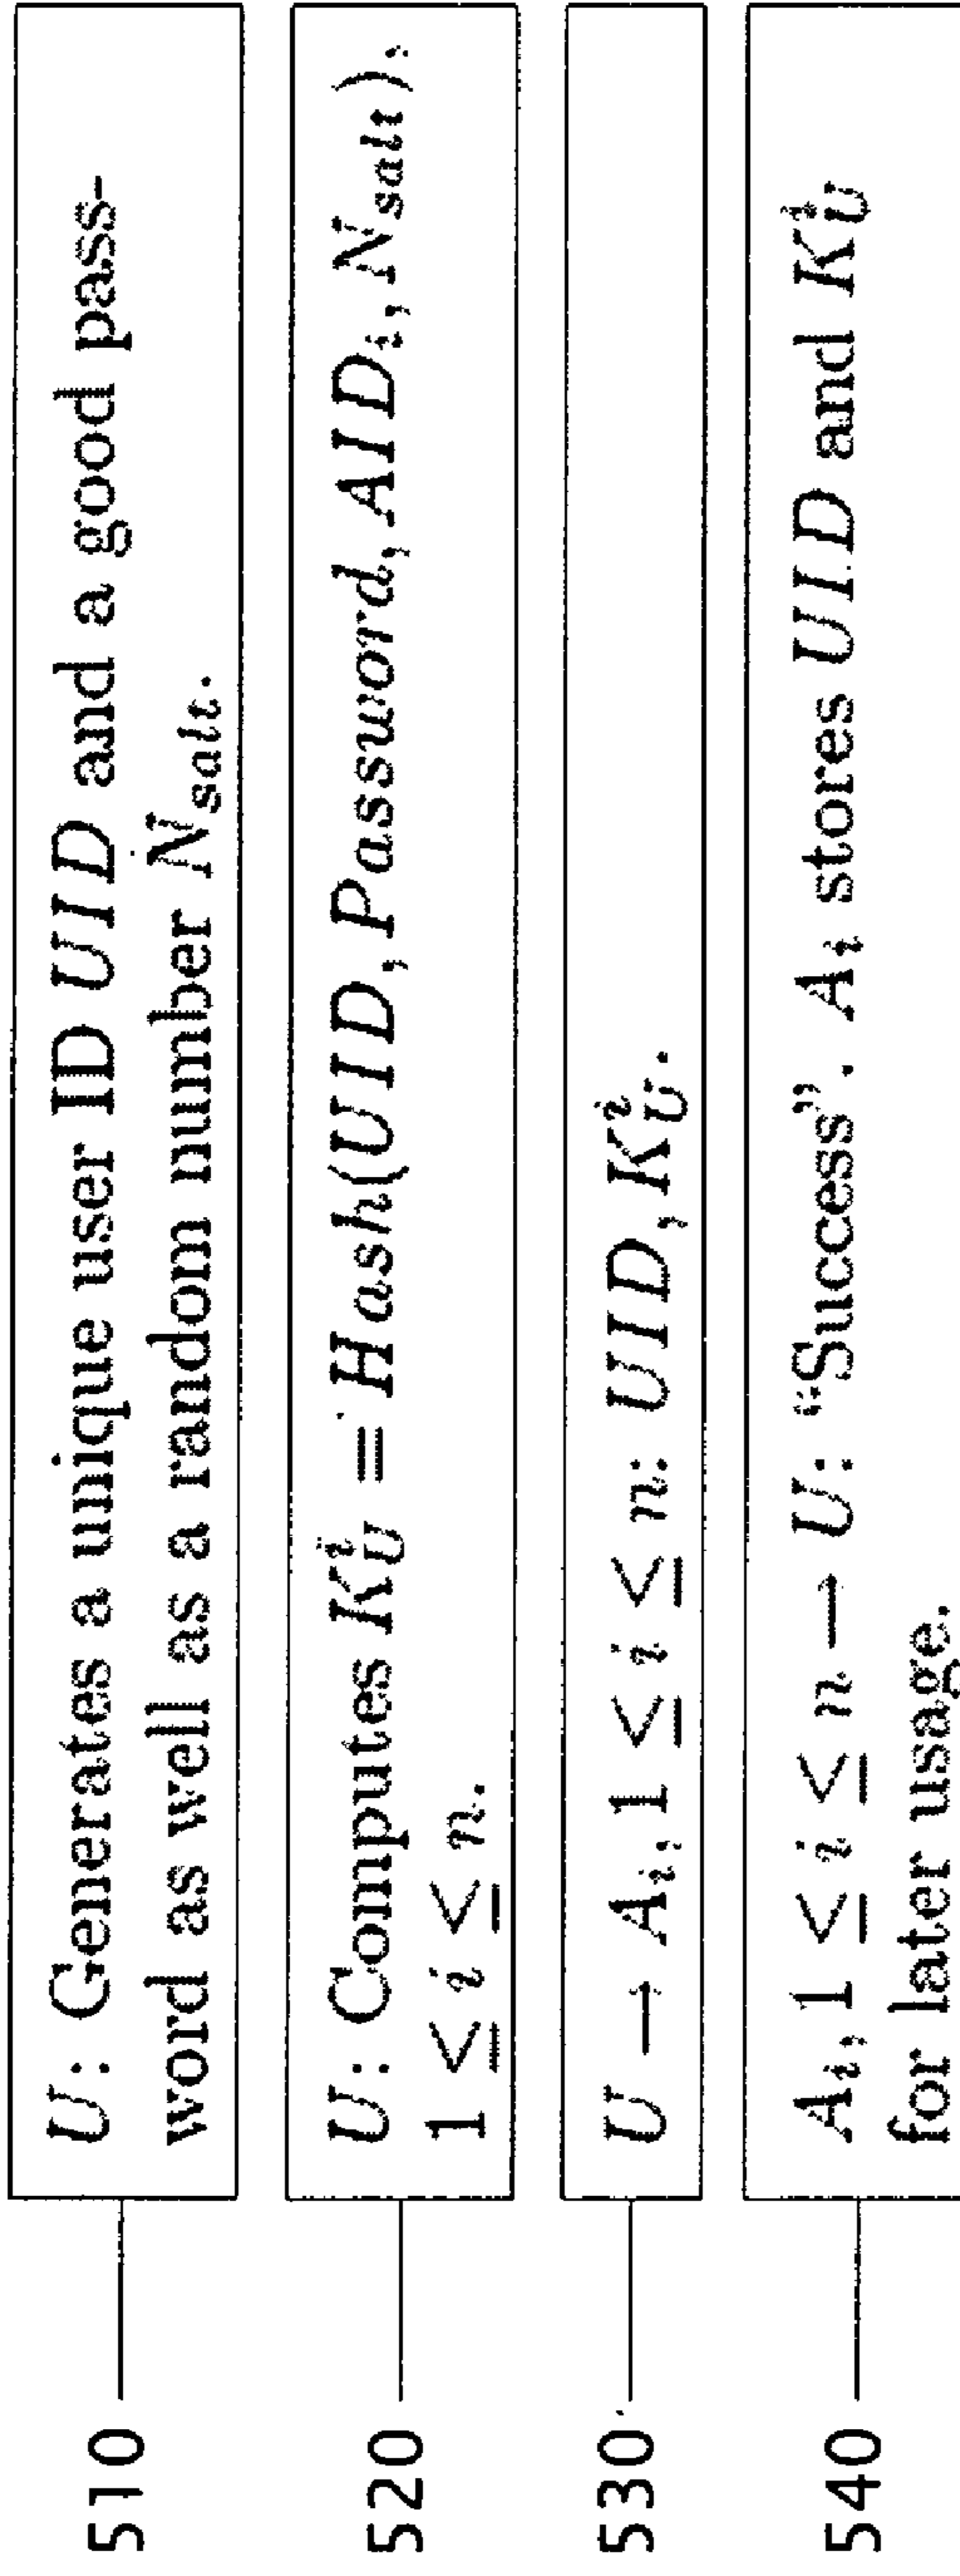 510
U: Generates a unique user ID UID and a good pass-
word as well as a random number N_salt.
520
U: Computes K_U^i = Hash(UID, Password, AID_i, N_salt),
1 ≤ i ≤ n.
530
U → A_i, 1 ≤ i ≤ n: UID, K_U^i.
540
A_i, 1 ≤ i ≤ n → U: “Success”. A_i stores UID and K_U^i
for later usage.